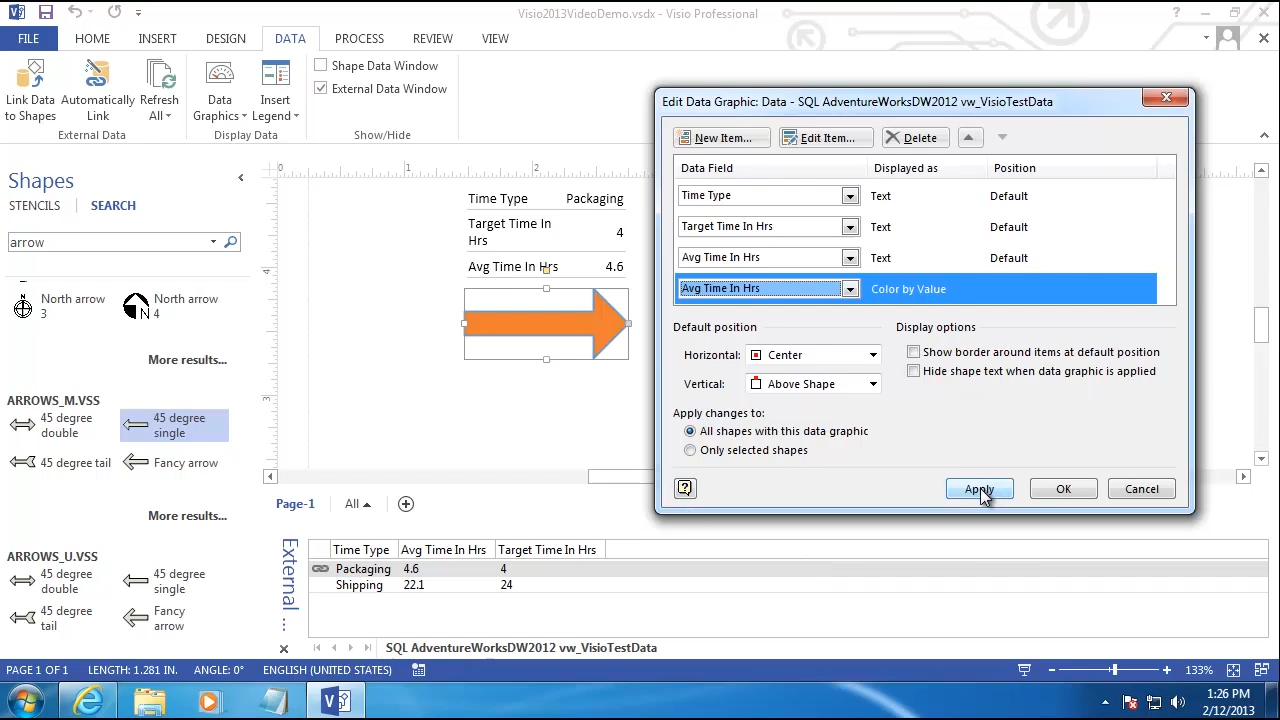 Visio2013VideoDemo.vsdx - Visio Professional
FILE HOME INSERT DESIGN DATA PROCESS REVIEW VIEW
Link Data to Shapes
Automatically Link
Refresh All
External Data
Data Graphics
Insert Legend
Display Data
Shape Data Window
External Data Window
Show/Hide
Shapes
STENCILS SEARCH
arrow
North arrow 3
North arrow 4
More results...
ARROWS_M.VSS
45 degree double
45 degree single
45 degree tail
Fancy arrow
More results...
ARROWS_U.VSS
45 degree double
45 degree single
45 degree tail
Fancy arrow
0 1 2
4
3
Time Type Packaging
Target Time In Hrs 4
Avg Time In Hrs 4.6
Edit Data Graphic: Data - SQL AdventureWorksDW2012 vw_VisioTestData
New Item... Edit Item... Delete
Data Field Displayed as Position
Time Type Text Default
Target Time In Hrs Text Default
Avg Time In Hrs Text Default
Avg Time In Hrs Color by Value
Default position
Horizontal: Center
Vertical: Above Shape
Display options
Show border around items at default position
Hide shape text when data graphic is applied
Apply changes to:
All shapes with this data graphic
Only selected shapes
Apply OK Cancel
Page-1 All
External ...
Time Type Avg Time In Hrs Target Time In Hrs
Packaging 4.6 4
Shipping 22.1 24
SQL AdventureWorksDW2012 vw_VisioTestData
PAGE 1 OF 1 LENGTH: 1.281 IN. ANGLE: 0° ENGLISH (UNITED STATES) 133%
1:26 PM
2/12/2013